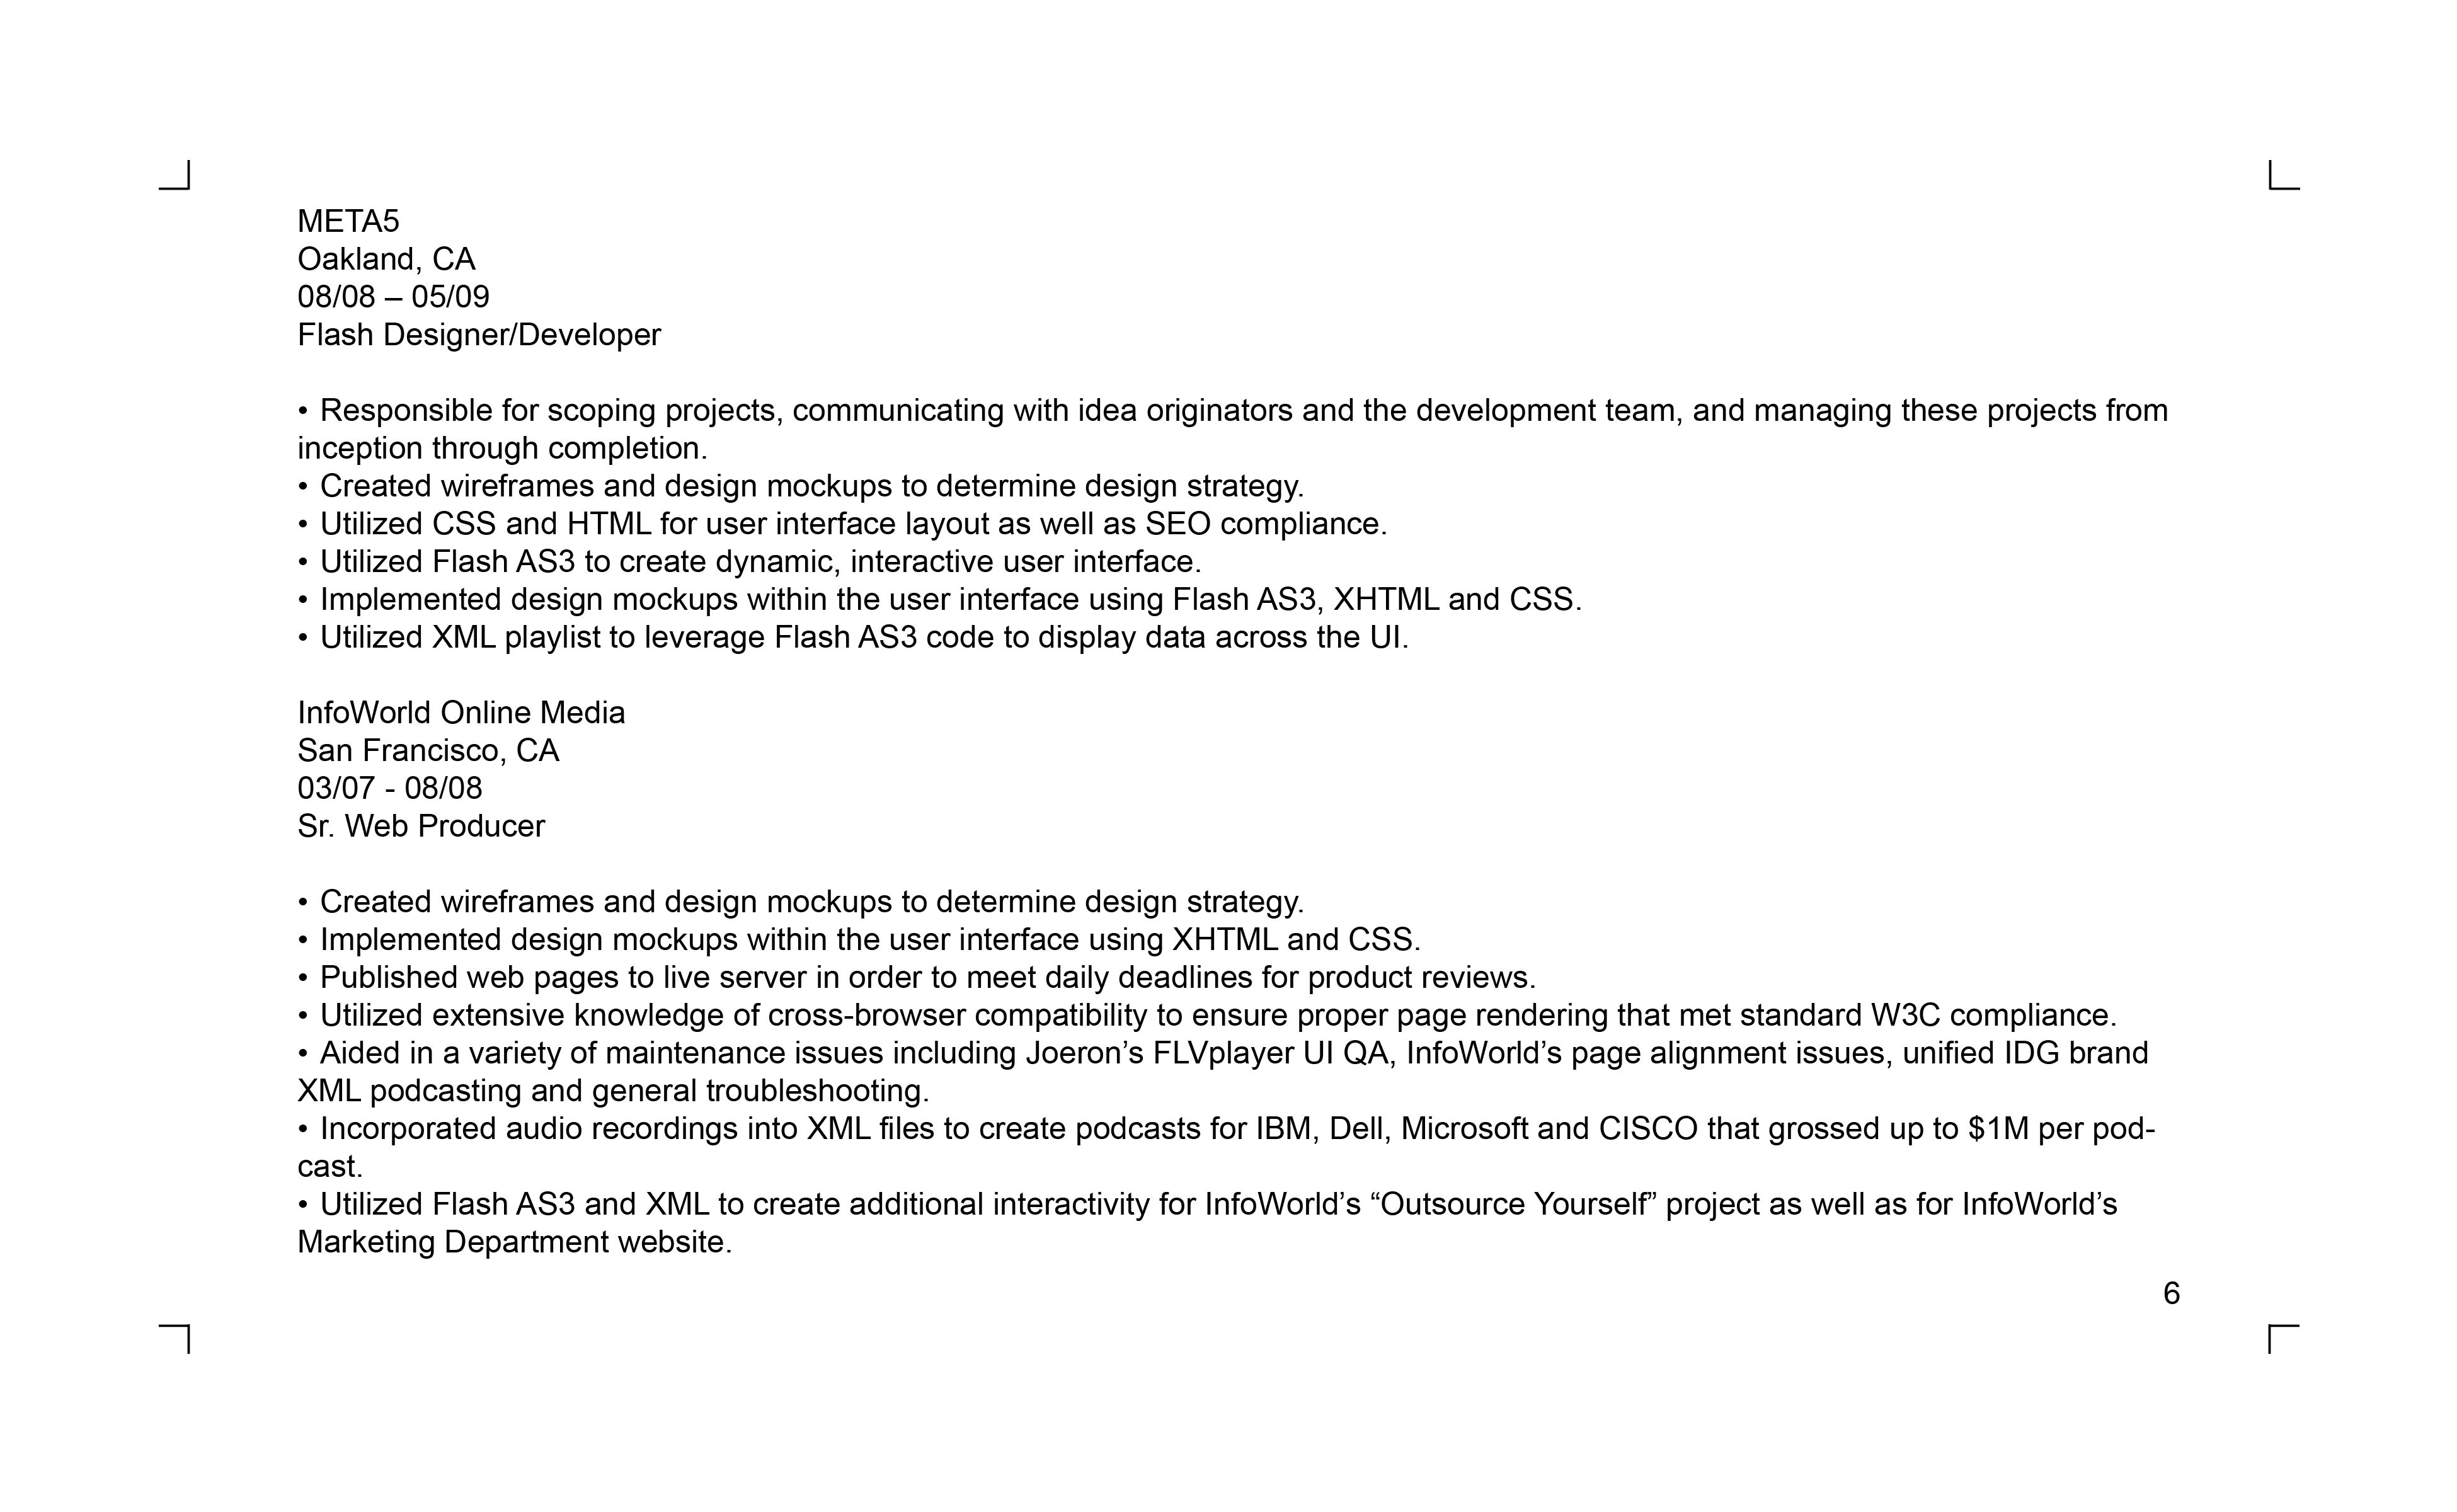 META5
Oakland, CA
08/08 – 05/09
Flash Designer/Developer
• Responsible for scoping projects, communicating with idea originators and the development team, and managing these projects from
inception through completion.
• Created wireframes and design mockups to determine design strategy.
• Utilized CSS and HTML for user interface layout as well as SEO compliance.
• Utilized Flash AS3 to create dynamic, interactive user interface.
• Implemented design mockups within the user interface using Flash AS3, XHTML and CSS.
• Utilized XML playlist to leverage Flash AS3 code to display data across the UI.
InfoWorld Online Media
San Francisco, CA
03/07 - 08/08
Sr. Web Producer
• Created wireframes and design mockups to determine design strategy.
• Implemented design mockups within the user interface using XHTML and CSS.
• Published web pages to live server in order to meet daily deadlines for product reviews.
• Utilized extensive knowledge of cross-browser compatibility to ensure proper page rendering that met standard W3C compliance.
• Aided in a variety of maintenance issues including Joeron’s FLVplayer UI QA, InfoWorld’s page alignment issues, unified IDG brand
XML podcasting and general troubleshooting.
• Incorporated audio recordings into XML files to create podcasts for IBM, Dell, Microsoft and CISCO that grossed up to $1M per pod-
cast.
• Utilized Flash AS3 and XML to create additional interactivity for InfoWorld’s “Outsource Yourself” project as well as for InfoWorld’s
Marketing Department website.
6